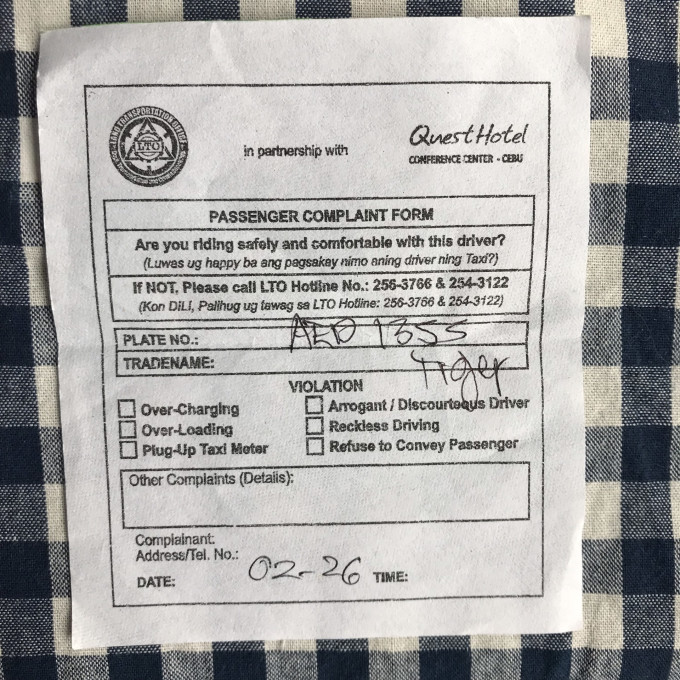 LAND TRANSPORTATION OFFICE
LTO
in partnership with
Quest Hotel
CONFERENCE CENTER - CEBU
PASSENGER COMPLAINT FORM
Are you riding safely and comfortable with this driver?
(Luwas ug happy ba ang pagsakay nimo aning driver ning Taxi?)
If NOT, Please call LTO Hotline No.: 256-3766 & 254-3122
(Kon DiLi, Palihug ug tawag sa LTO Hotline: 256-3766 & 254-3122)
PLATE NO.: AED 1355
TRADENAME: Tiger
VIOLATION
Over-Charging
Arrogant / Discourteous Driver
Over-Loading
Reckless Driving
Plug-Up Taxi Meter
Refuse to Convey Passenger
Other Complaints (Details):
Complainant:
Address/Tel. No.:
DATE: 02-26 TIME: